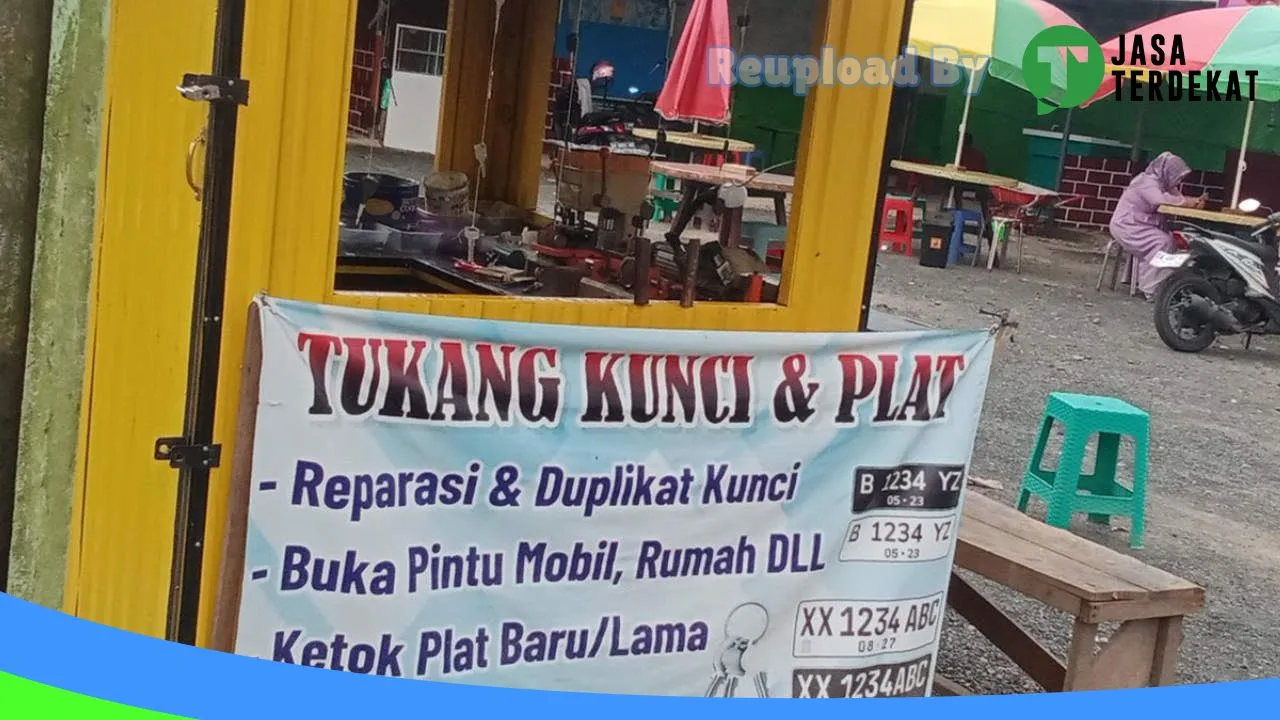 Reupload By
JASA
TERDEKAT
TUKANG KUNCI & PLAT
- Reparasi & Duplikat Kunci
B 1234 YZ
05 • 23
B 1234 YZ
05 • 23
- Buka Pintu Mobil, Rumah DLL
XX 1234 ABC
08 27
- Ketok Plat Baru/Lama
XX 1234ABC